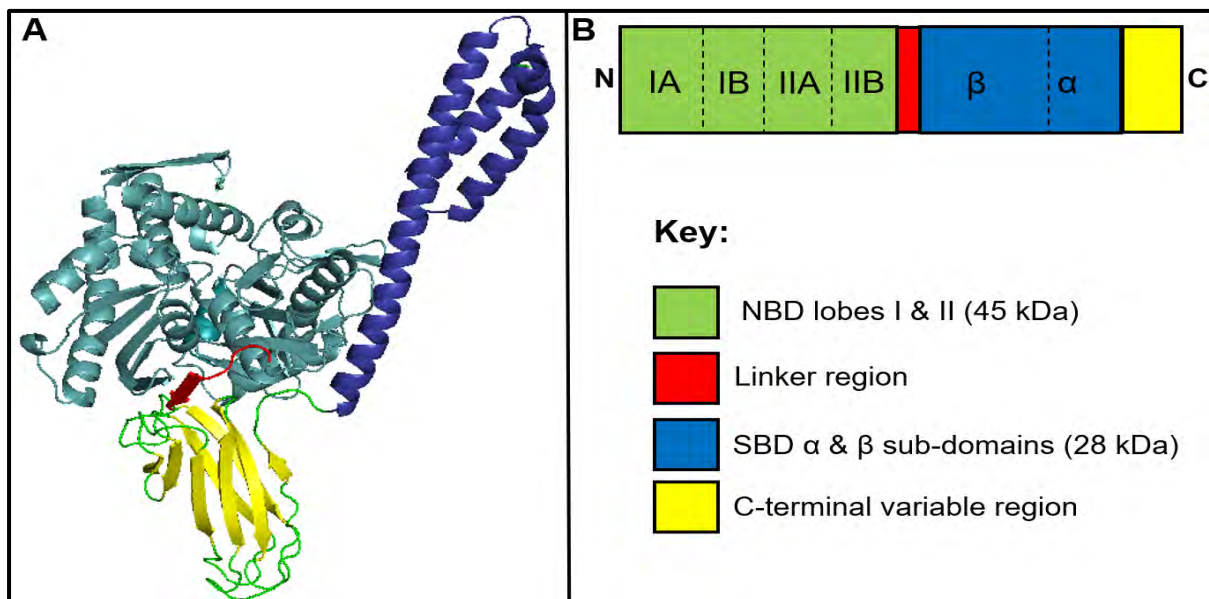 A
B
N IA IB IIA IIB β α C
Key:
NBD lobes I & II (45 kDa)
Linker region
SBD α & β sub-domains (28 kDa)
C-terminal variable region